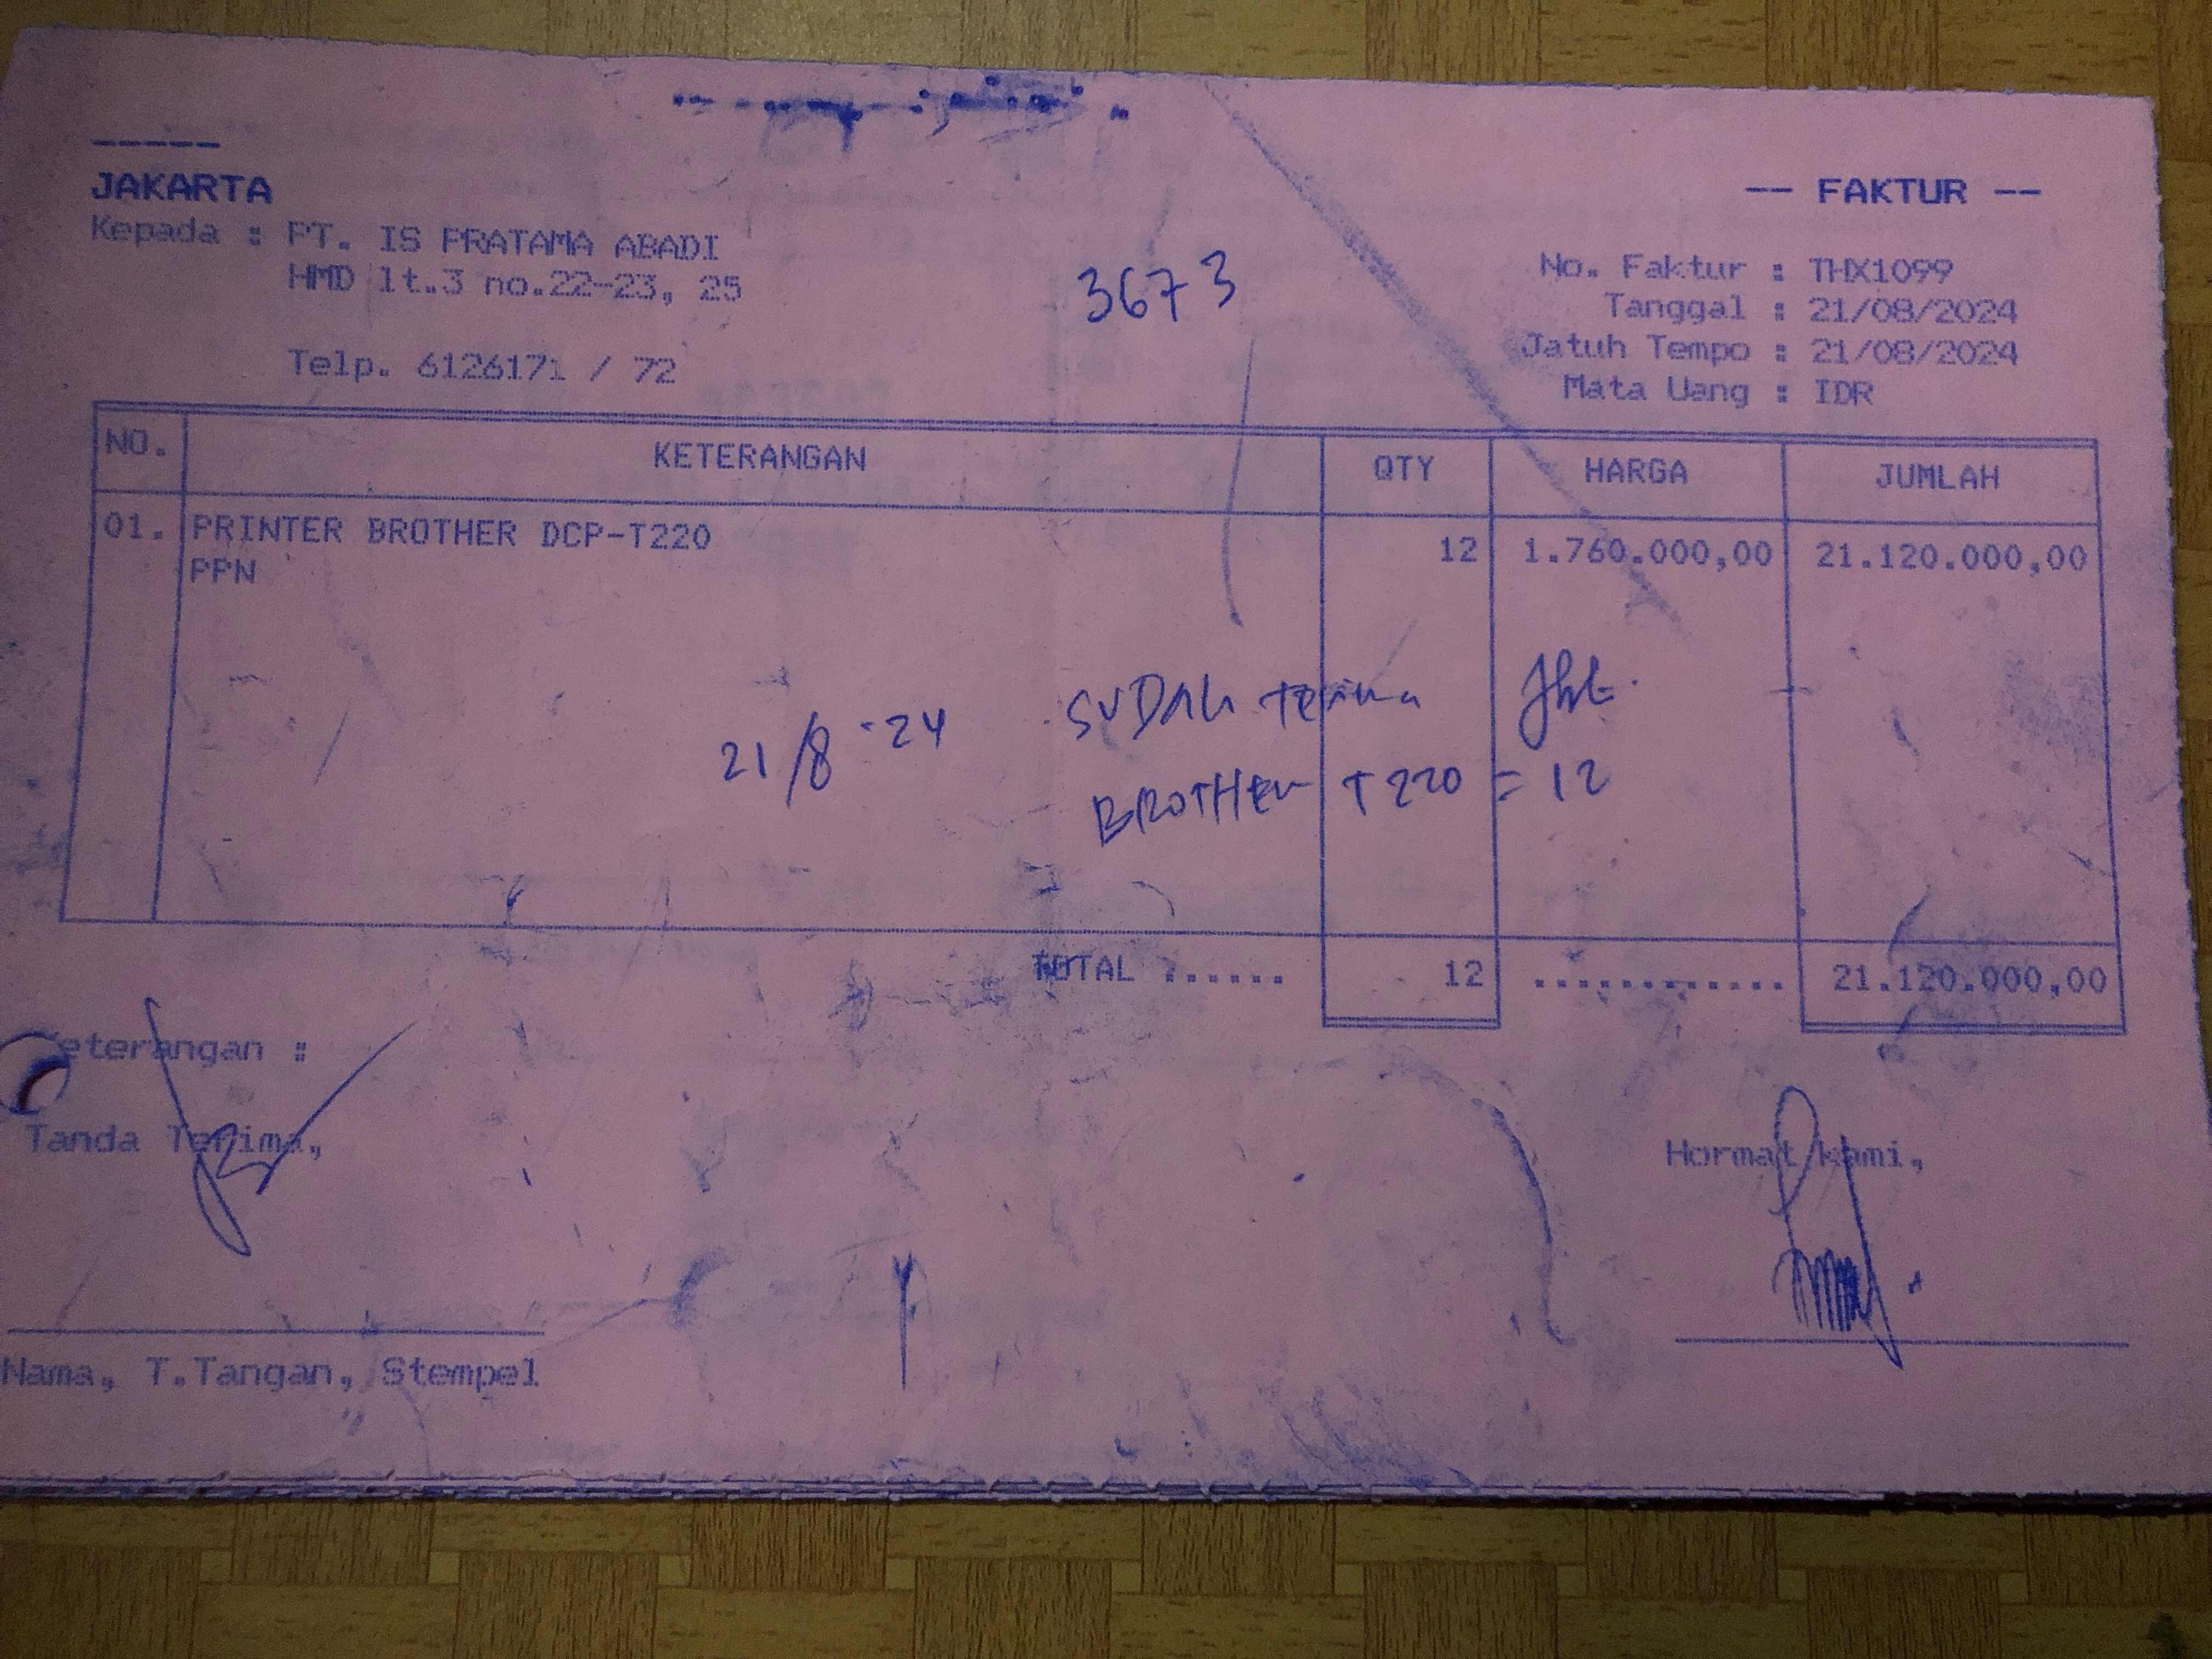 JAKARTA
-- FAKTUR --
Kepada : PT. IS PRATAMA ABADI
HMD lt.3 no.22-23, 25
Telp. 6126171 / 72
3673
No. Faktur : THX1099
Tanggal : 21/08/2024
Jatuh Tempo : 21/08/2024
Mata Uang : IDR
NO. KETERANGAN QTY HARGA JUMLAH
01. PRINTER BROTHER DCP-T220 12 1.760.000,00 21.120.000,00
PPN
21/8-24
SUDAH terima
BROTHER T220 = 12
TOTAL :...... 12 ............ 21.120.000,00
Keterangan :
Tanda Terima,
Hormat kami,
Nama, T.Tangan, Stempel